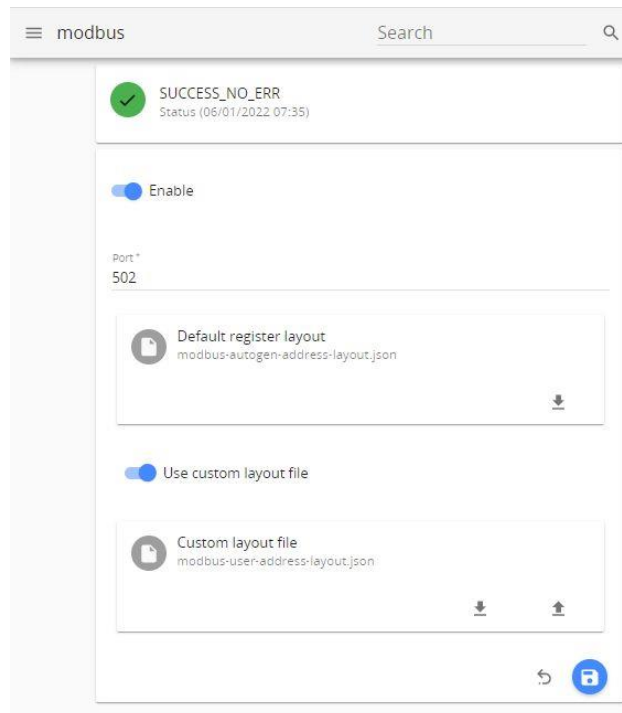 modbus
Search
SUCCESS_NO_ERR
Status (06/01/2022 07:35)
Enable
Port *
502
Default register layout
modbus-autogen-address-layout.json
Use custom layout file
Custom layout file
modbus-user-address-layout.json